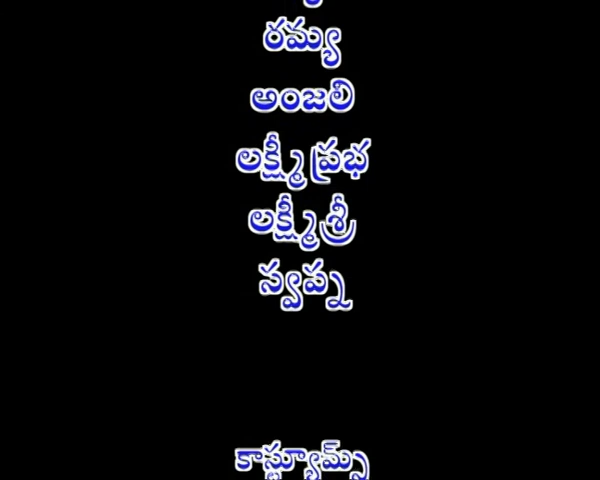 రమ్య
అంజలి
లక్ష్మీ ప్రభ
లక్ష్మీ శ్రీ
స్వప్న
కాస్ట్యూమ్స్